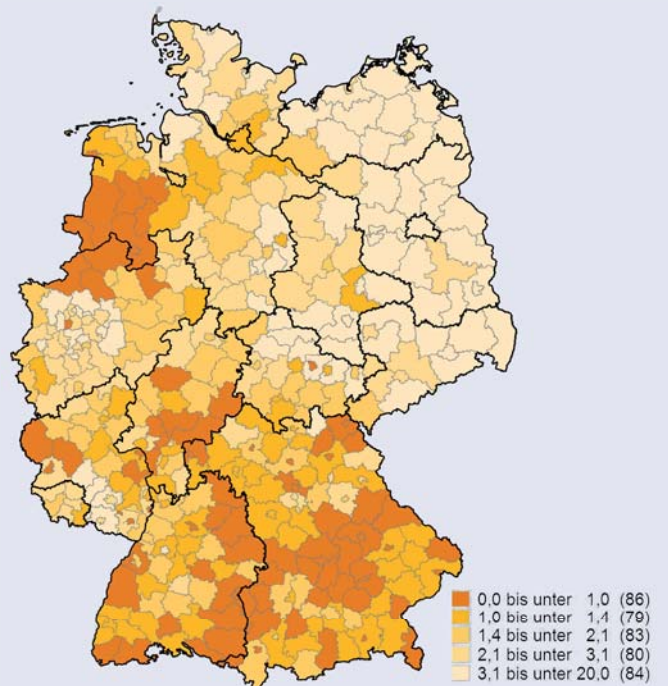 0,0 bis unter 1,0 (86)
1,0 bis unter 1,4 (79)
1,4 bis unter 2,1 (83)
2,1 bis unter 3,1 (80)
3,1 bis unter 20,0 (84)